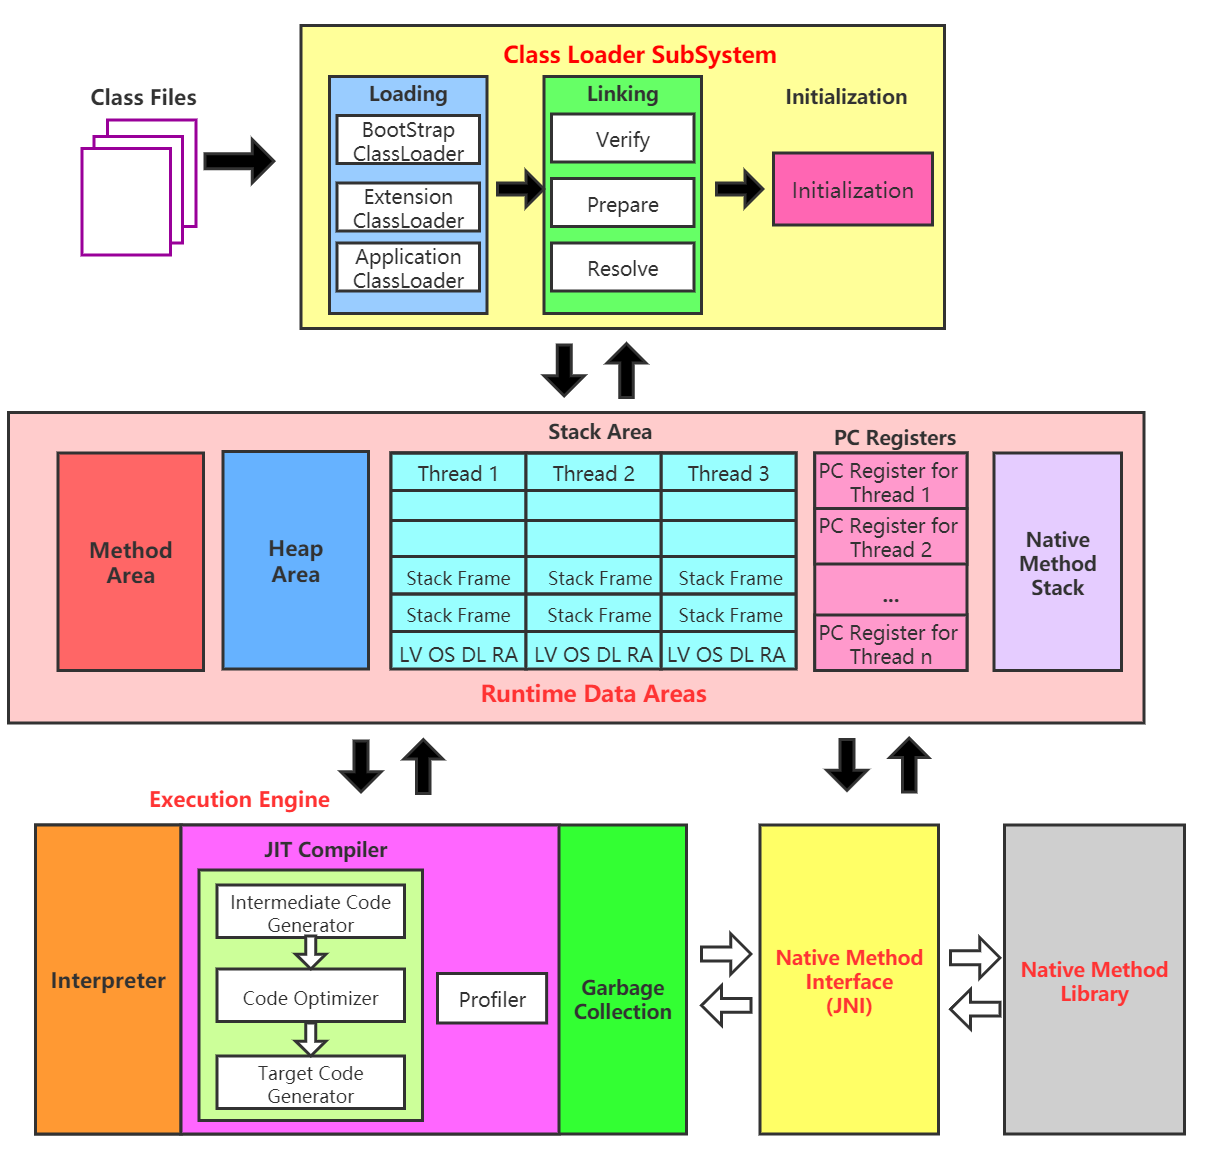 Class Loader SubSystem
Class Files
Loading
BootStrap
ClassLoader
Extension
ClassLoader
Application
ClassLoader
Linking
Verify
Prepare
Resolve
Initialization
Initialization
Method
Area
Heap
Area
Stack Area
Thread 1
Thread 2
Thread 3
Stack Frame
Stack Frame
Stack Frame
Stack Frame
Stack Frame
Stack Frame
LV OS DL RA
LV OS DL RA
LV OS DL RA
PC Registers
PC Register for
Thread 1
PC Register for
Thread 2
...
PC Register for
Thread n
Native
Method
Stack
Runtime Data Areas
Execution Engine
Interpreter
JIT Compiler
Intermediate Code
Generator
Code Optimizer
Target Code
Generator
Profiler
Garbage
Collection
Native Method
Interface
(JNI)
Native Method
Library